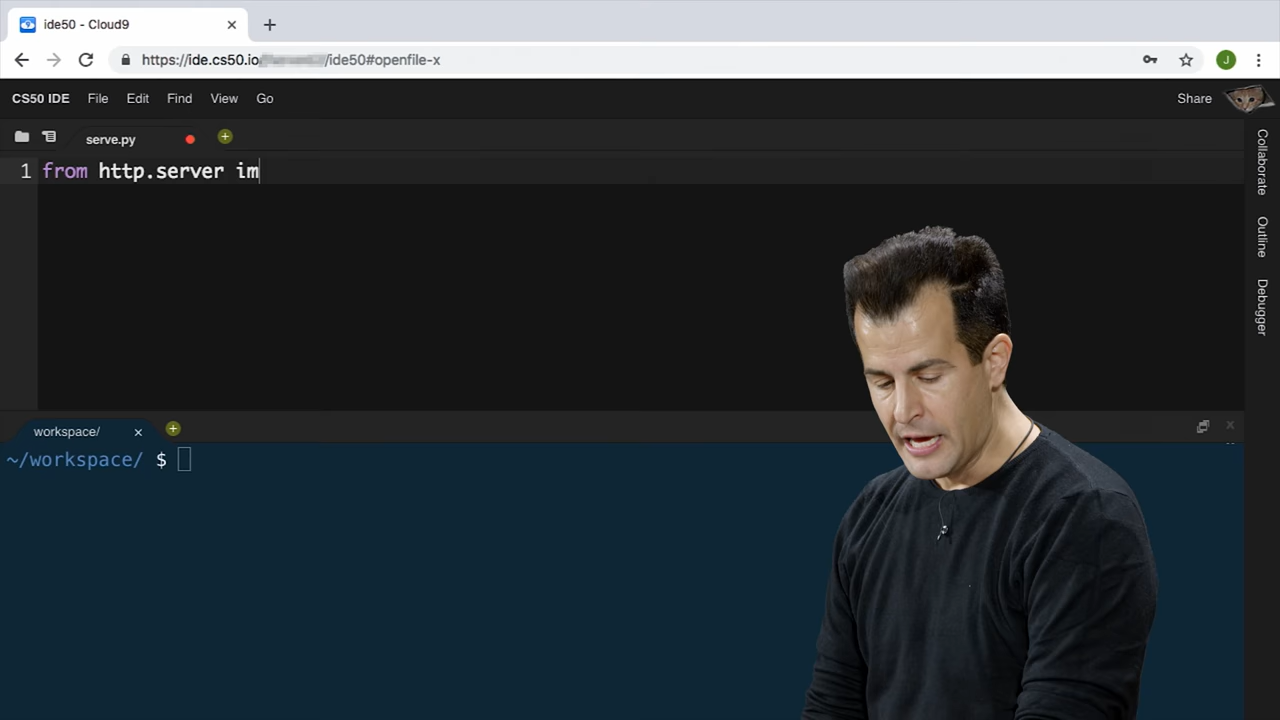 ide50 - Cloud9
https://ide.cs50.io/ide50#openfile-x
J
CS50 IDE File Edit Find View Go
Share
serve.py
1 from http.server im
workspace/
~/workspace/ $
Collaborate
Outline
Debugger